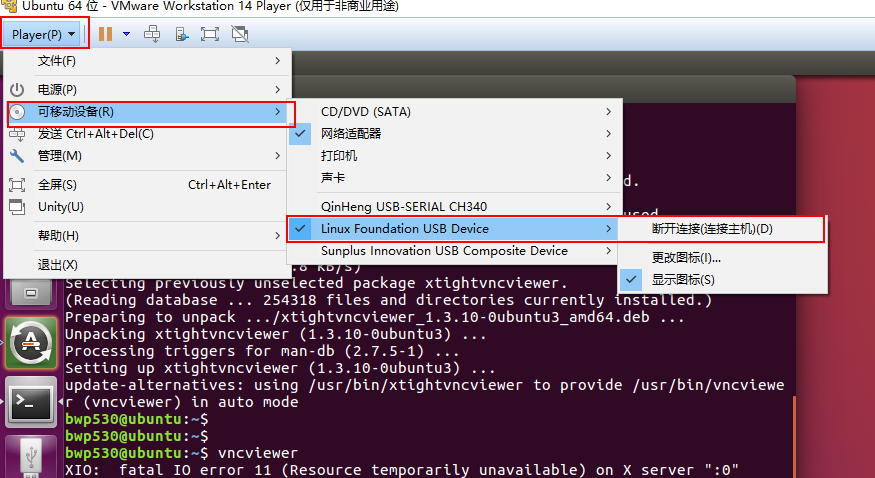 Ubuntu 64 位 - VMware Workstation 14 Player (仅用于非商业用途)
Player(P)
文件(F)
电源(P)
可移动设备(R)
发送 Ctrl+Alt+Del(C)
管理(M)
全屏(S) Ctrl+Alt+Enter
Unity(U)
帮助(H)
退出(X)
CD/DVD (SATA)
网络适配器
打印机
声卡
QinHeng USB-SERIAL CH340
Linux Foundation USB Device
Sunplus Innovation USB Composite Device
断开连接(连接主机)(D)
更改图标(I)...
显示图标(S)
d.
used
.8 KB/s)
Selecting previously unselected package xtightvncviewer.
(Reading database ... 254318 files and directories currently installed.)
Preparing to unpack .../xtightvncviewer_1.3.10-0ubuntu3_amd64.deb ...
Unpacking xtightvncviewer (1.3.10-0ubuntu3) ...
Processing triggers for man-db (2.7.5-1) ...
Setting up xtightvncviewer (1.3.10-0ubuntu3) ...
update-alternatives: using /usr/bin/xtightvncviewer to provide /usr/bin/vncviewe
r (vncviewer) in auto mode
bwp530@ubuntu:~$
bwp530@ubuntu:~$
bwp530@ubuntu:~$ vncviewer
XIO: fatal IO error 11 (Resource temporarily unavailable) on X server ":0"